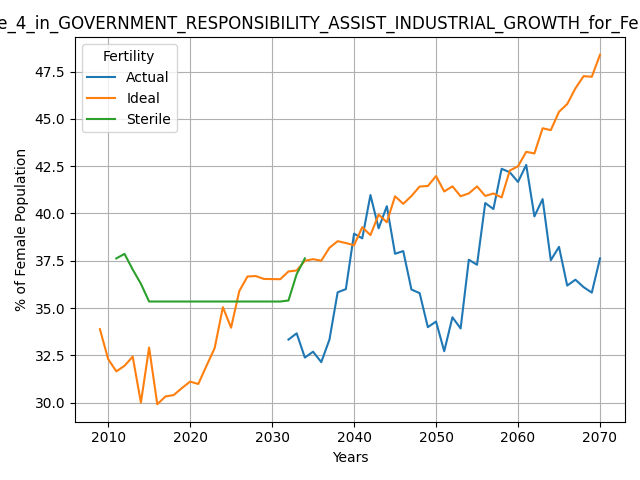 e_4_in_GOVERNMENT_RESPONSIBILITY_ASSIST_INDUSTRIAL_GROWTH_for_Fe
Fertility
Actual
Ideal
Sterile
47.5
45.0
42.5
40.0
37.5
35.0
32.5
30.0
% of Female Population
2010 2020 2030 2040 2050 2060 2070
Years